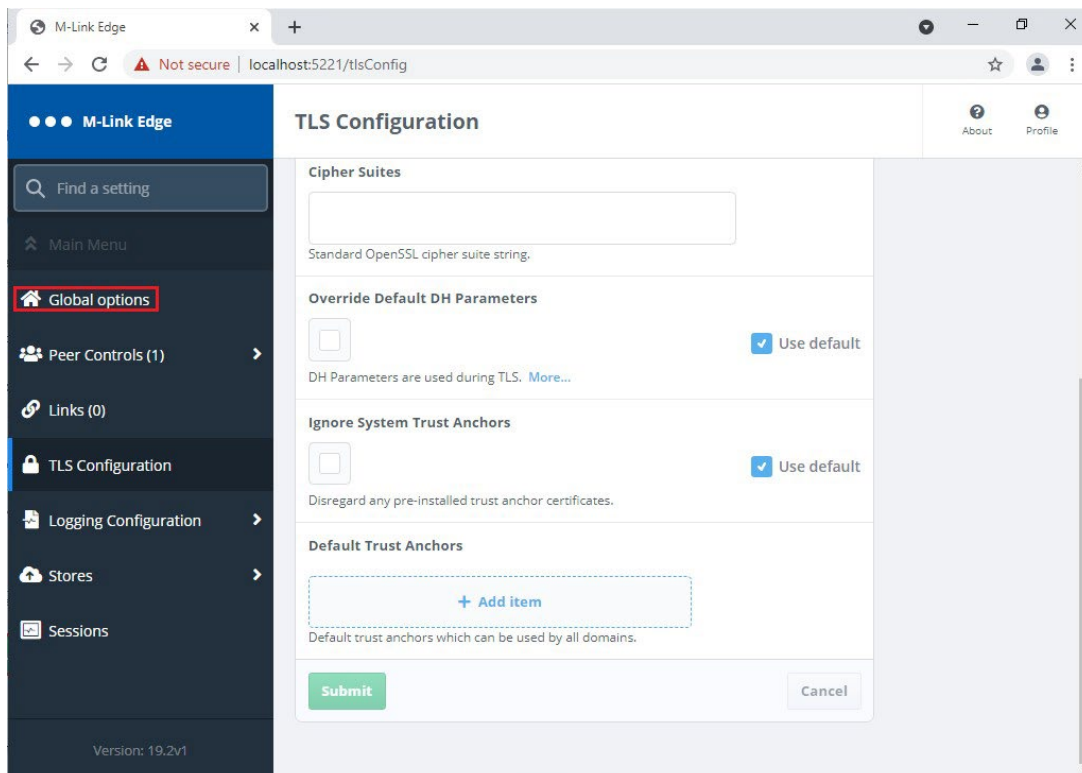 M-Link Edge
Not secure | localhost:5221/tlsConfig
M-Link Edge
TLS Configuration
About
Profile
Find a setting
Main Menu
Global options
Peer Controls (1)
Links (0)
TLS Configuration
Logging Configuration
Stores
Sessions
Version: 19.2v1
Cipher Suites
Standard OpenSSL cipher suite string.
Override Default DH Parameters
Use default
DH Parameters are used during TLS. More...
Ignore System Trust Anchors
Use default
Disregard any pre-installed trust anchor certificates.
Default Trust Anchors
+ Add item
Default trust anchors which can be used by all domains.
Submit
Cancel